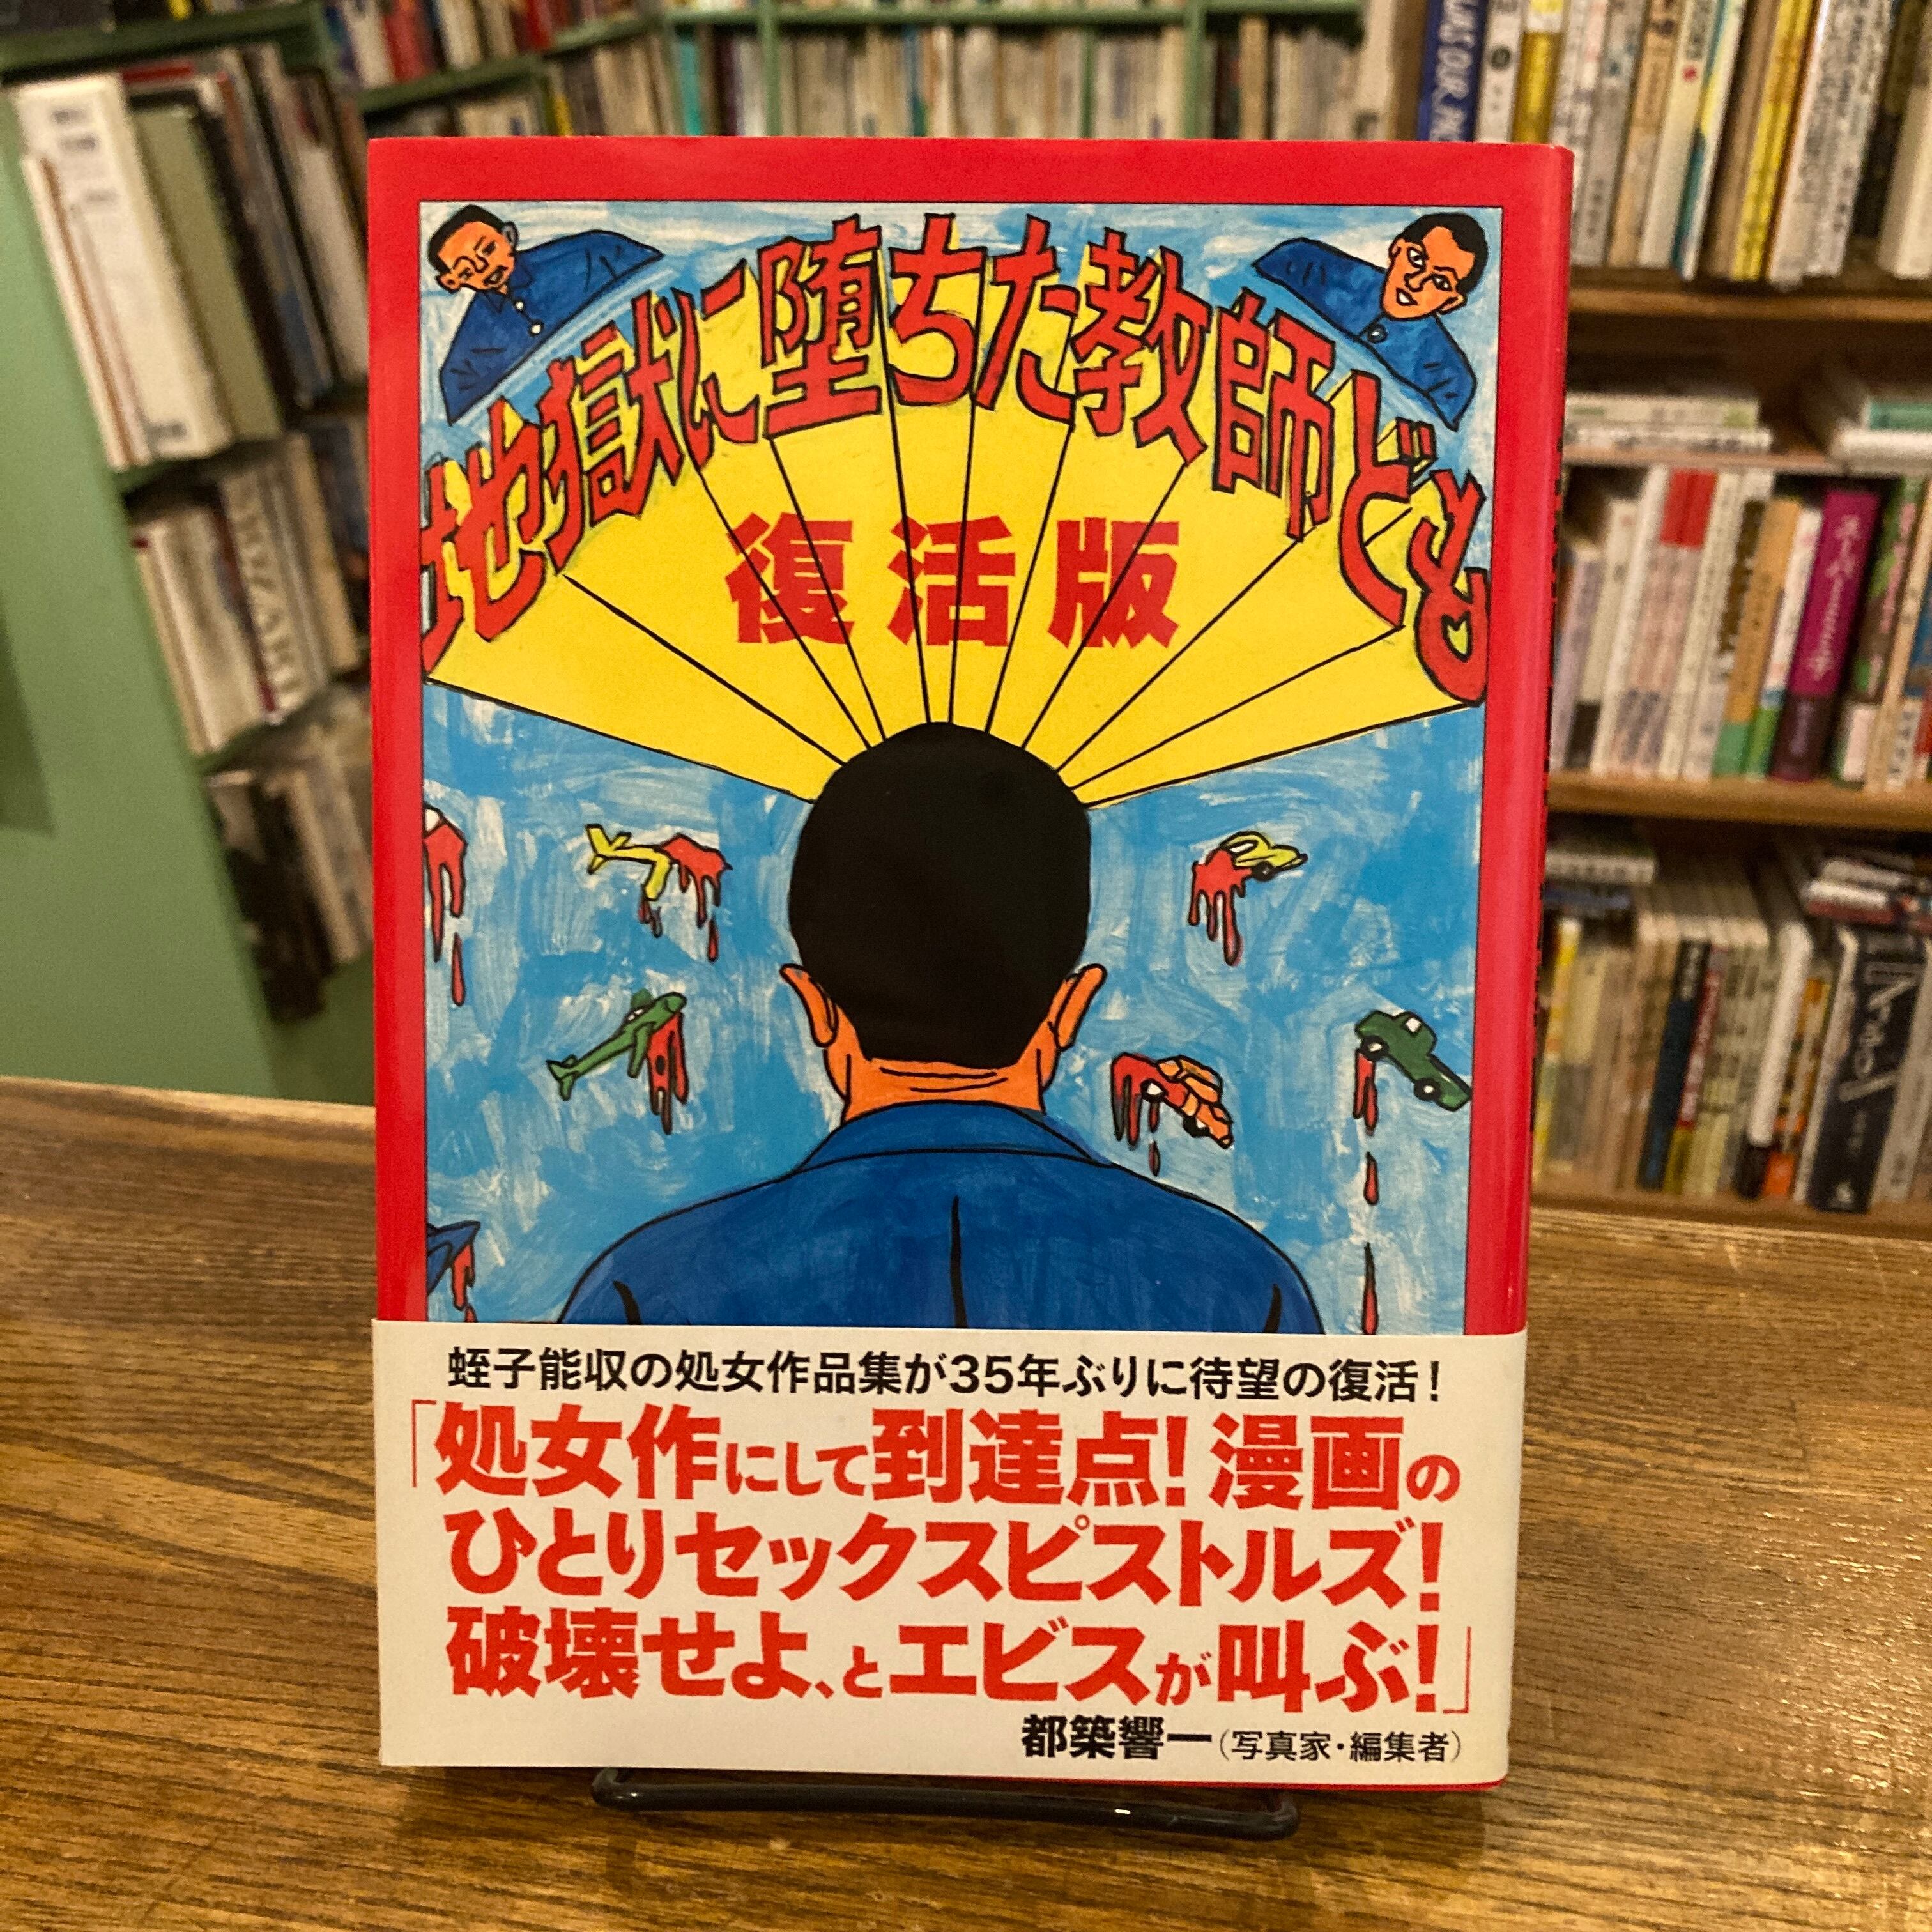 地獄に堕ちた教師ども
復活版
蛭子能収の処女作品集が35年ぶりに待望の復活！
「処女作にして到達点！漫画の
ひとりセックスピストルズ！
破壊せよ、とエビスが叫ぶ！」
都築響一（写真家・編集者）